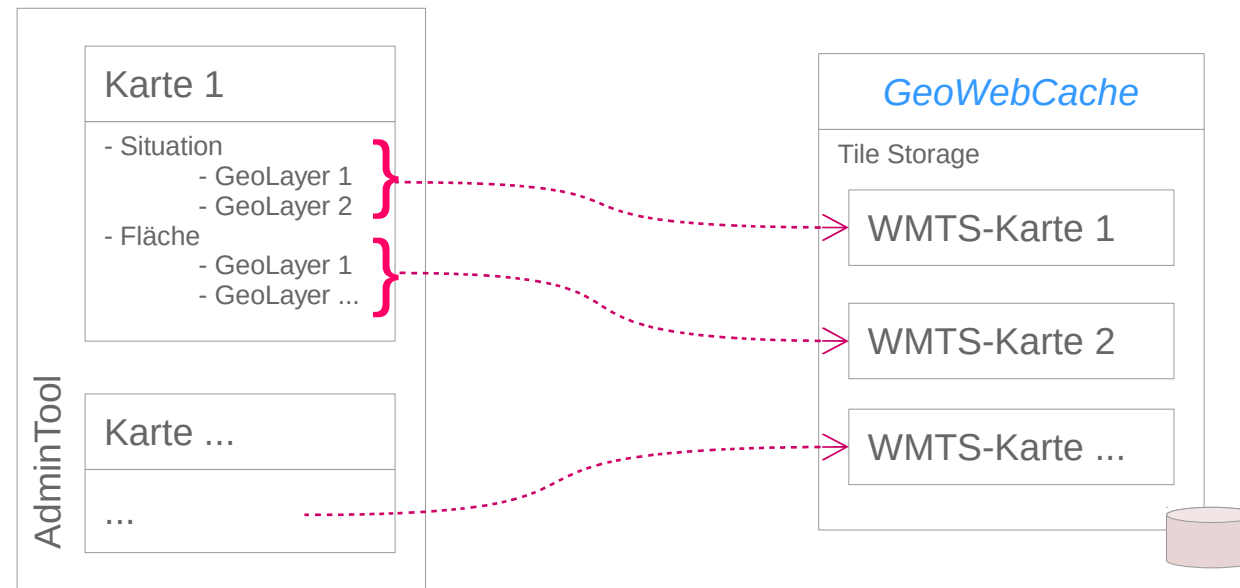 AdminTool
Karte 1
- Situation
- GeoLayer 1
- GeoLayer 2
- Fläche
- GeoLayer 1
- GeoLayer ...
Karte ...
...
GeoWebCache
Tile Storage
WMTS-Karte 1
WMTS-Karte 2
WMTS-Karte ...